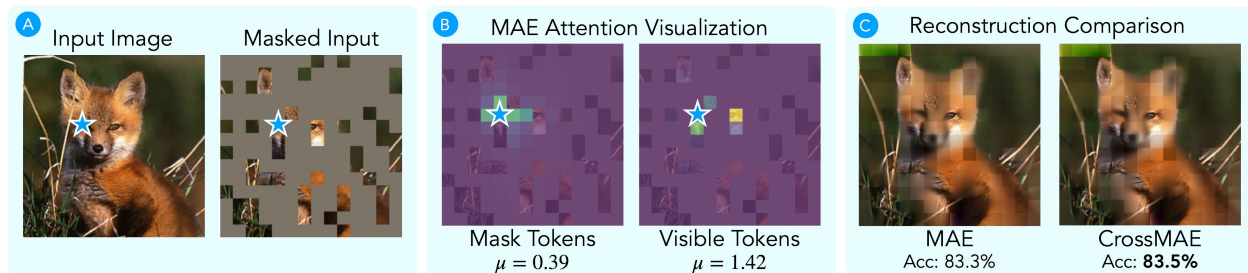 A
Input Image
Masked Input
B
MAE Attention Visualization
Mask Tokens
μ = 0.39
Visible Tokens
μ = 1.42
C
Reconstruction Comparison
MAE
Acc: 83.3%
CrossMAE
Acc: 83.5%